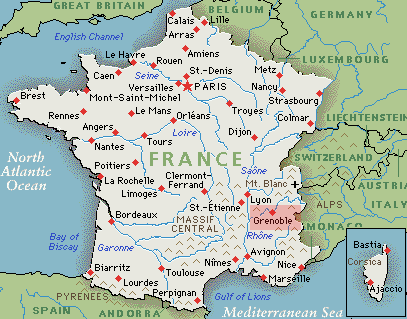 GREAT BRITAIN
BELGIUM
GERMANY
Calais
Lille
Arras
English Channel
Amiens
Le Havre
Rouen
LUXEMBOURG
Caen
Seine
St.-Denis
Metz
Versailles
PARIS
Nancy
Brest
Mont-Saint-Michel
Strasbourg
Rennes
Le Mans
Orléans
Troyes
Colmar
LIECHTENSTEIN
Angers
Loire
Dijon
Nantes
Tours
North
Atlantic
Ocean
FRANCE
SWITZERLAND
Poitiers
Saône
La Rochelle
Clermont-
Ferrand
Mt. Blanc
AUSTRIA
Limoges
Lyon
St.-Etienne
ALPS
ITALY
Bordeaux
MASSIF
CENTRAL
Grenoble
MONACO
Bay of
Biscay
Garonne
Rhône
Bastia
Avignon
Corsica
Biarritz
Toulouse
Nîmes
Nice
Lourdes
Marseille
Ajaccio
PYRENEES
Perpignan
Gulf of Lions
SPAIN
ANDORRA
Mediterranean Sea